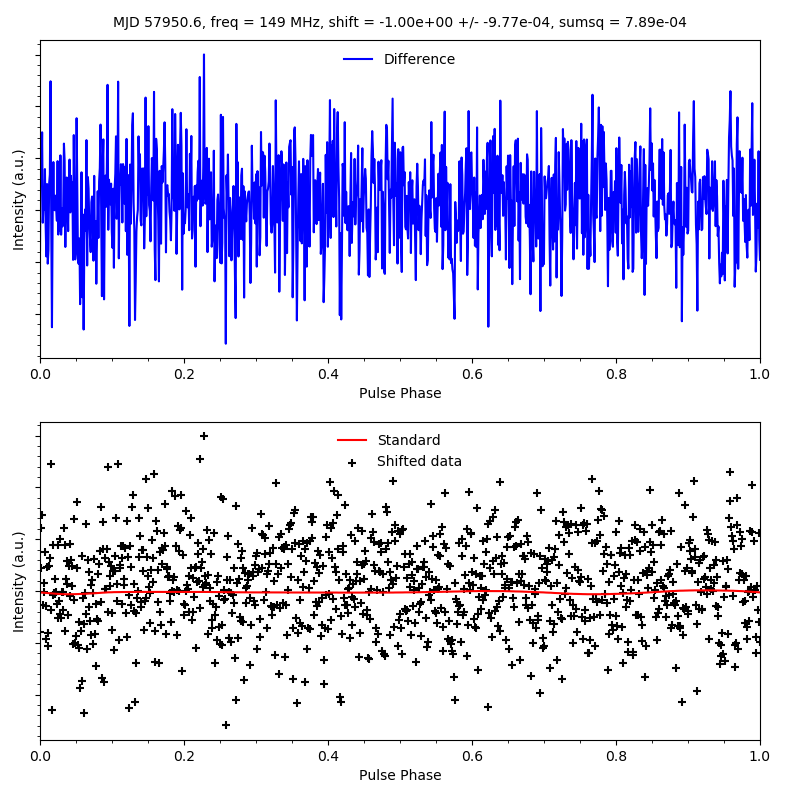 MJD 57950.6, freq = 149 MHz, shift = -1.00e+00 +/- -9.77e-04, sumsq = 7.89e-04
Difference
Intensity (a.u.)
0.0 0.2 0.4 0.6 0.8 1.0
Pulse Phase
Standard
Shifted data
Intensity (a.u.)
0.0 0.2 0.4 0.6 0.8 1.0
Pulse Phase